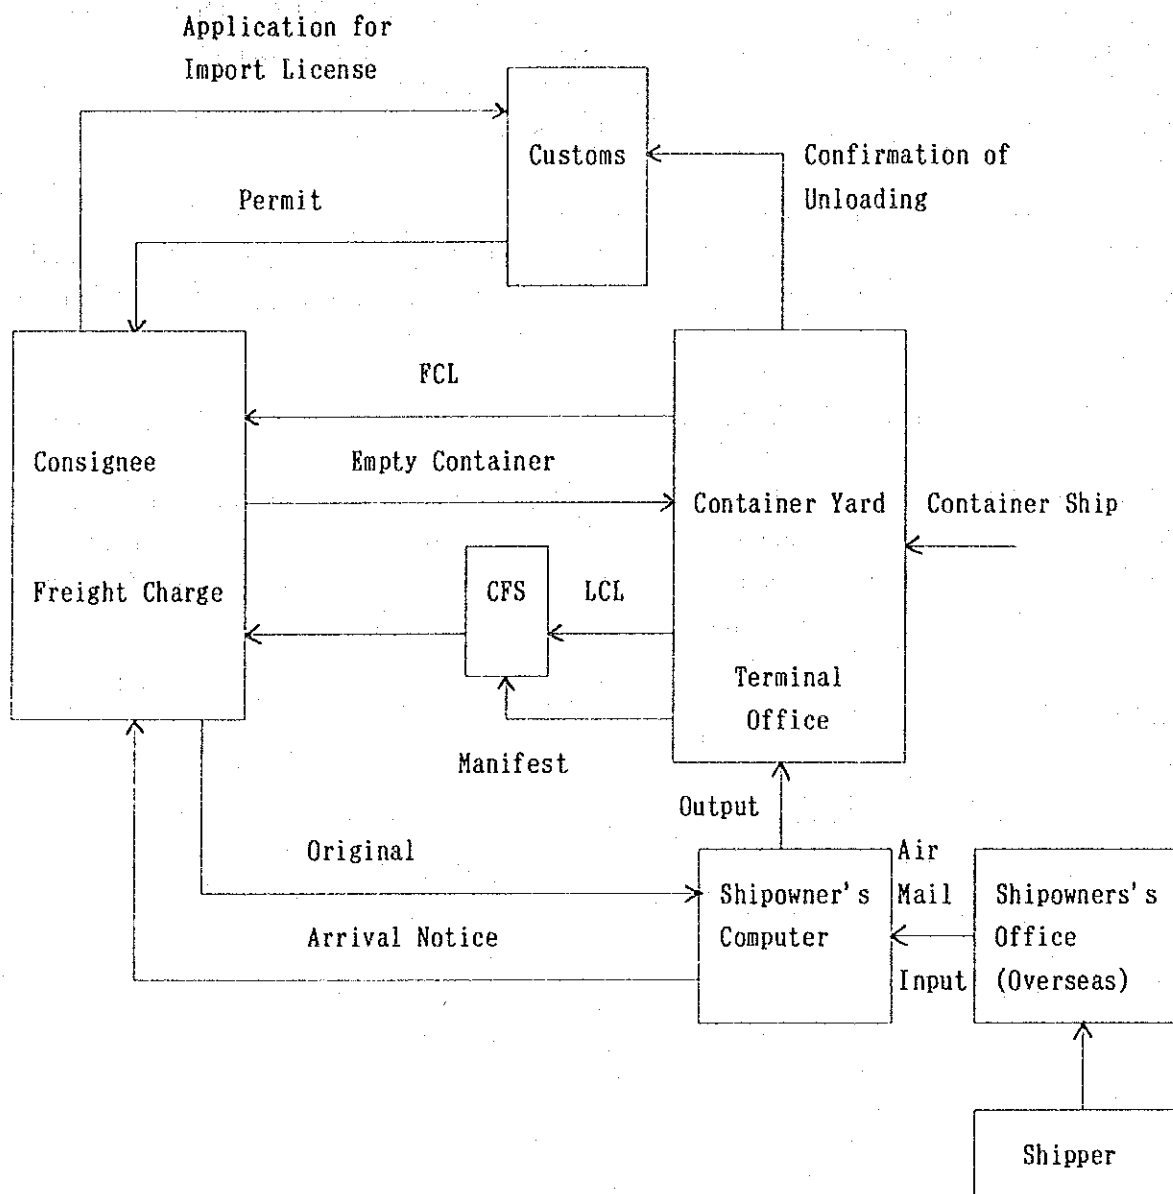 Application for
Import License
Customs
Confirmation of
Unloading
Permit
FCL
Consignee
Empty Container
Container Yard
Container Ship
Freight Charge
CFS
LCL
Terminal
Office
Manifest
Output
Original
Air
Mail
Input
Shipowner's
Computer
Shipowners's
Office
(Overseas)
Arrival Notice
Shipper